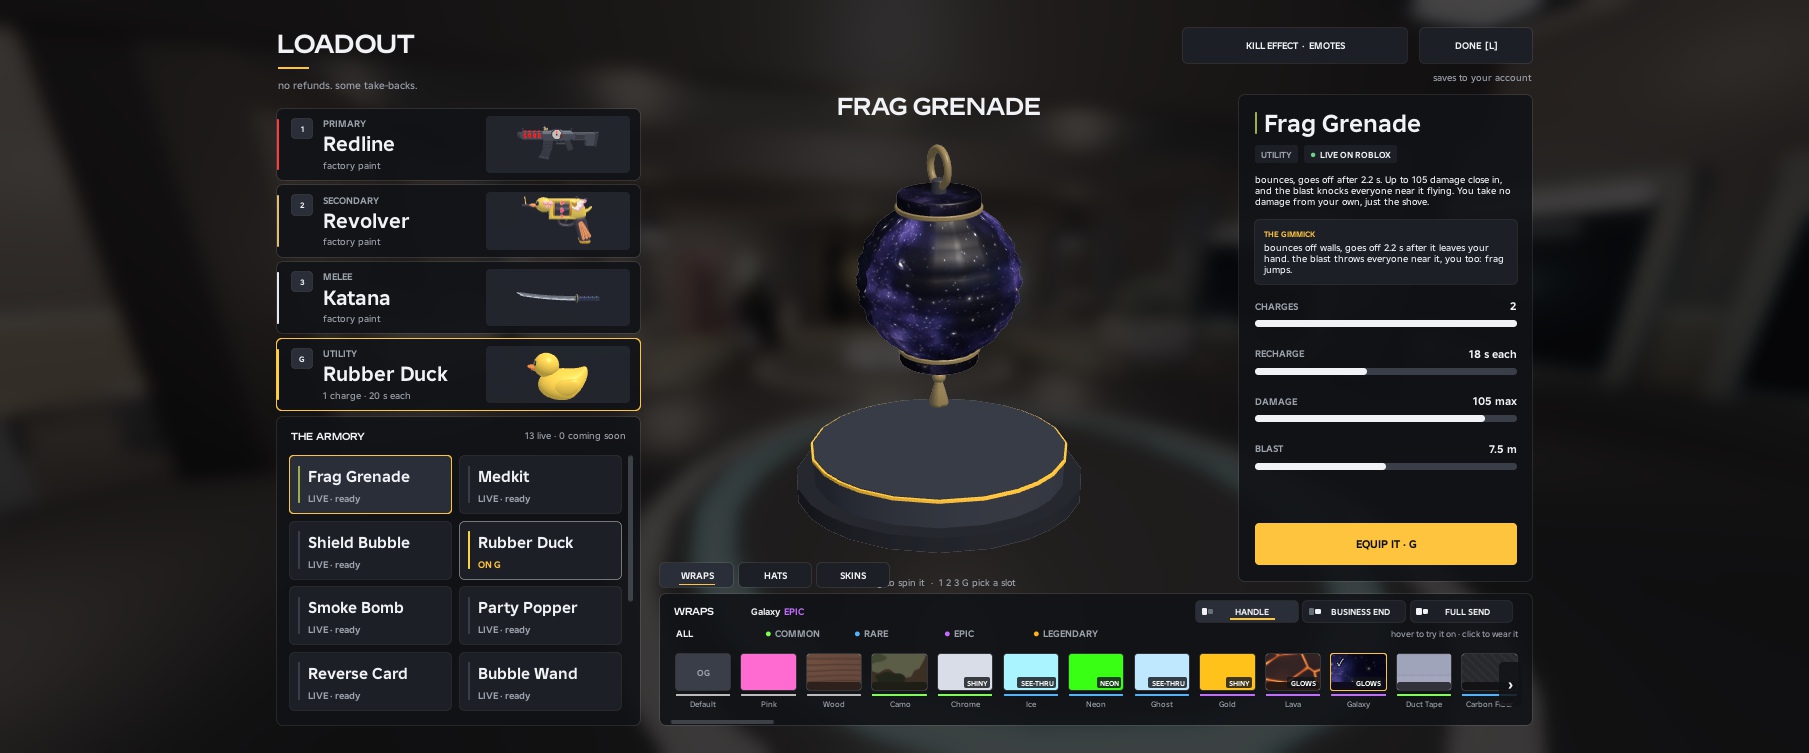 LOADOUT
no refunds. some take-backs.
KILL EFFECT · EMOTES
DONE [L]
saves to your account
1
PRIMARY
Redline
factory paint
2
SECONDARY
Revolver
factory paint
3
MELEE
Katana
factory paint
G
UTILITY
Rubber Duck
1 charge · 20 s each
THE ARMORY
13 live · 0 coming soon
Frag Grenade
LIVE · ready
Medkit
LIVE · ready
Shield Bubble
LIVE · ready
Rubber Duck
ON G
Smoke Bomb
LIVE · ready
Party Popper
LIVE · ready
Reverse Card
LIVE · ready
Bubble Wand
LIVE · ready
FRAG GRENADE
to spin it · 1 2 3 G pick a slot
Frag Grenade
UTILITY
LIVE ON ROBLOX
bounces, goes off after 2.2 s. Up to 105 damage close in,
and the blast knocks everyone near it flying. You take no
damage from your own, just the shove.
THE GIMMICK
bounces off walls, goes off 2.2 s after it leaves your
hand. the blast throws everyone near it, you too: frag
jumps.
CHARGES 2
RECHARGE 18 s each
DAMAGE 105 max
BLAST 7.5 m
EQUIP IT · G
WRAPS
HATS
SKINS
WRAPS
Galaxy EPIC
HANDLE
BUSINESS END
FULL SEND
ALL
COMMON
RARE
EPIC
LEGENDARY
hover to try it on · click to wear it
OG
Default
Pink
Wood
Camo
SHINY
Chrome
SEE-THRU
Ice
NEON
Neon
SEE-THRU
Ghost
SHINY
Gold
GLOWS
Lava
✓
GLOWS
Galaxy
Duct Tape
Carbon
›